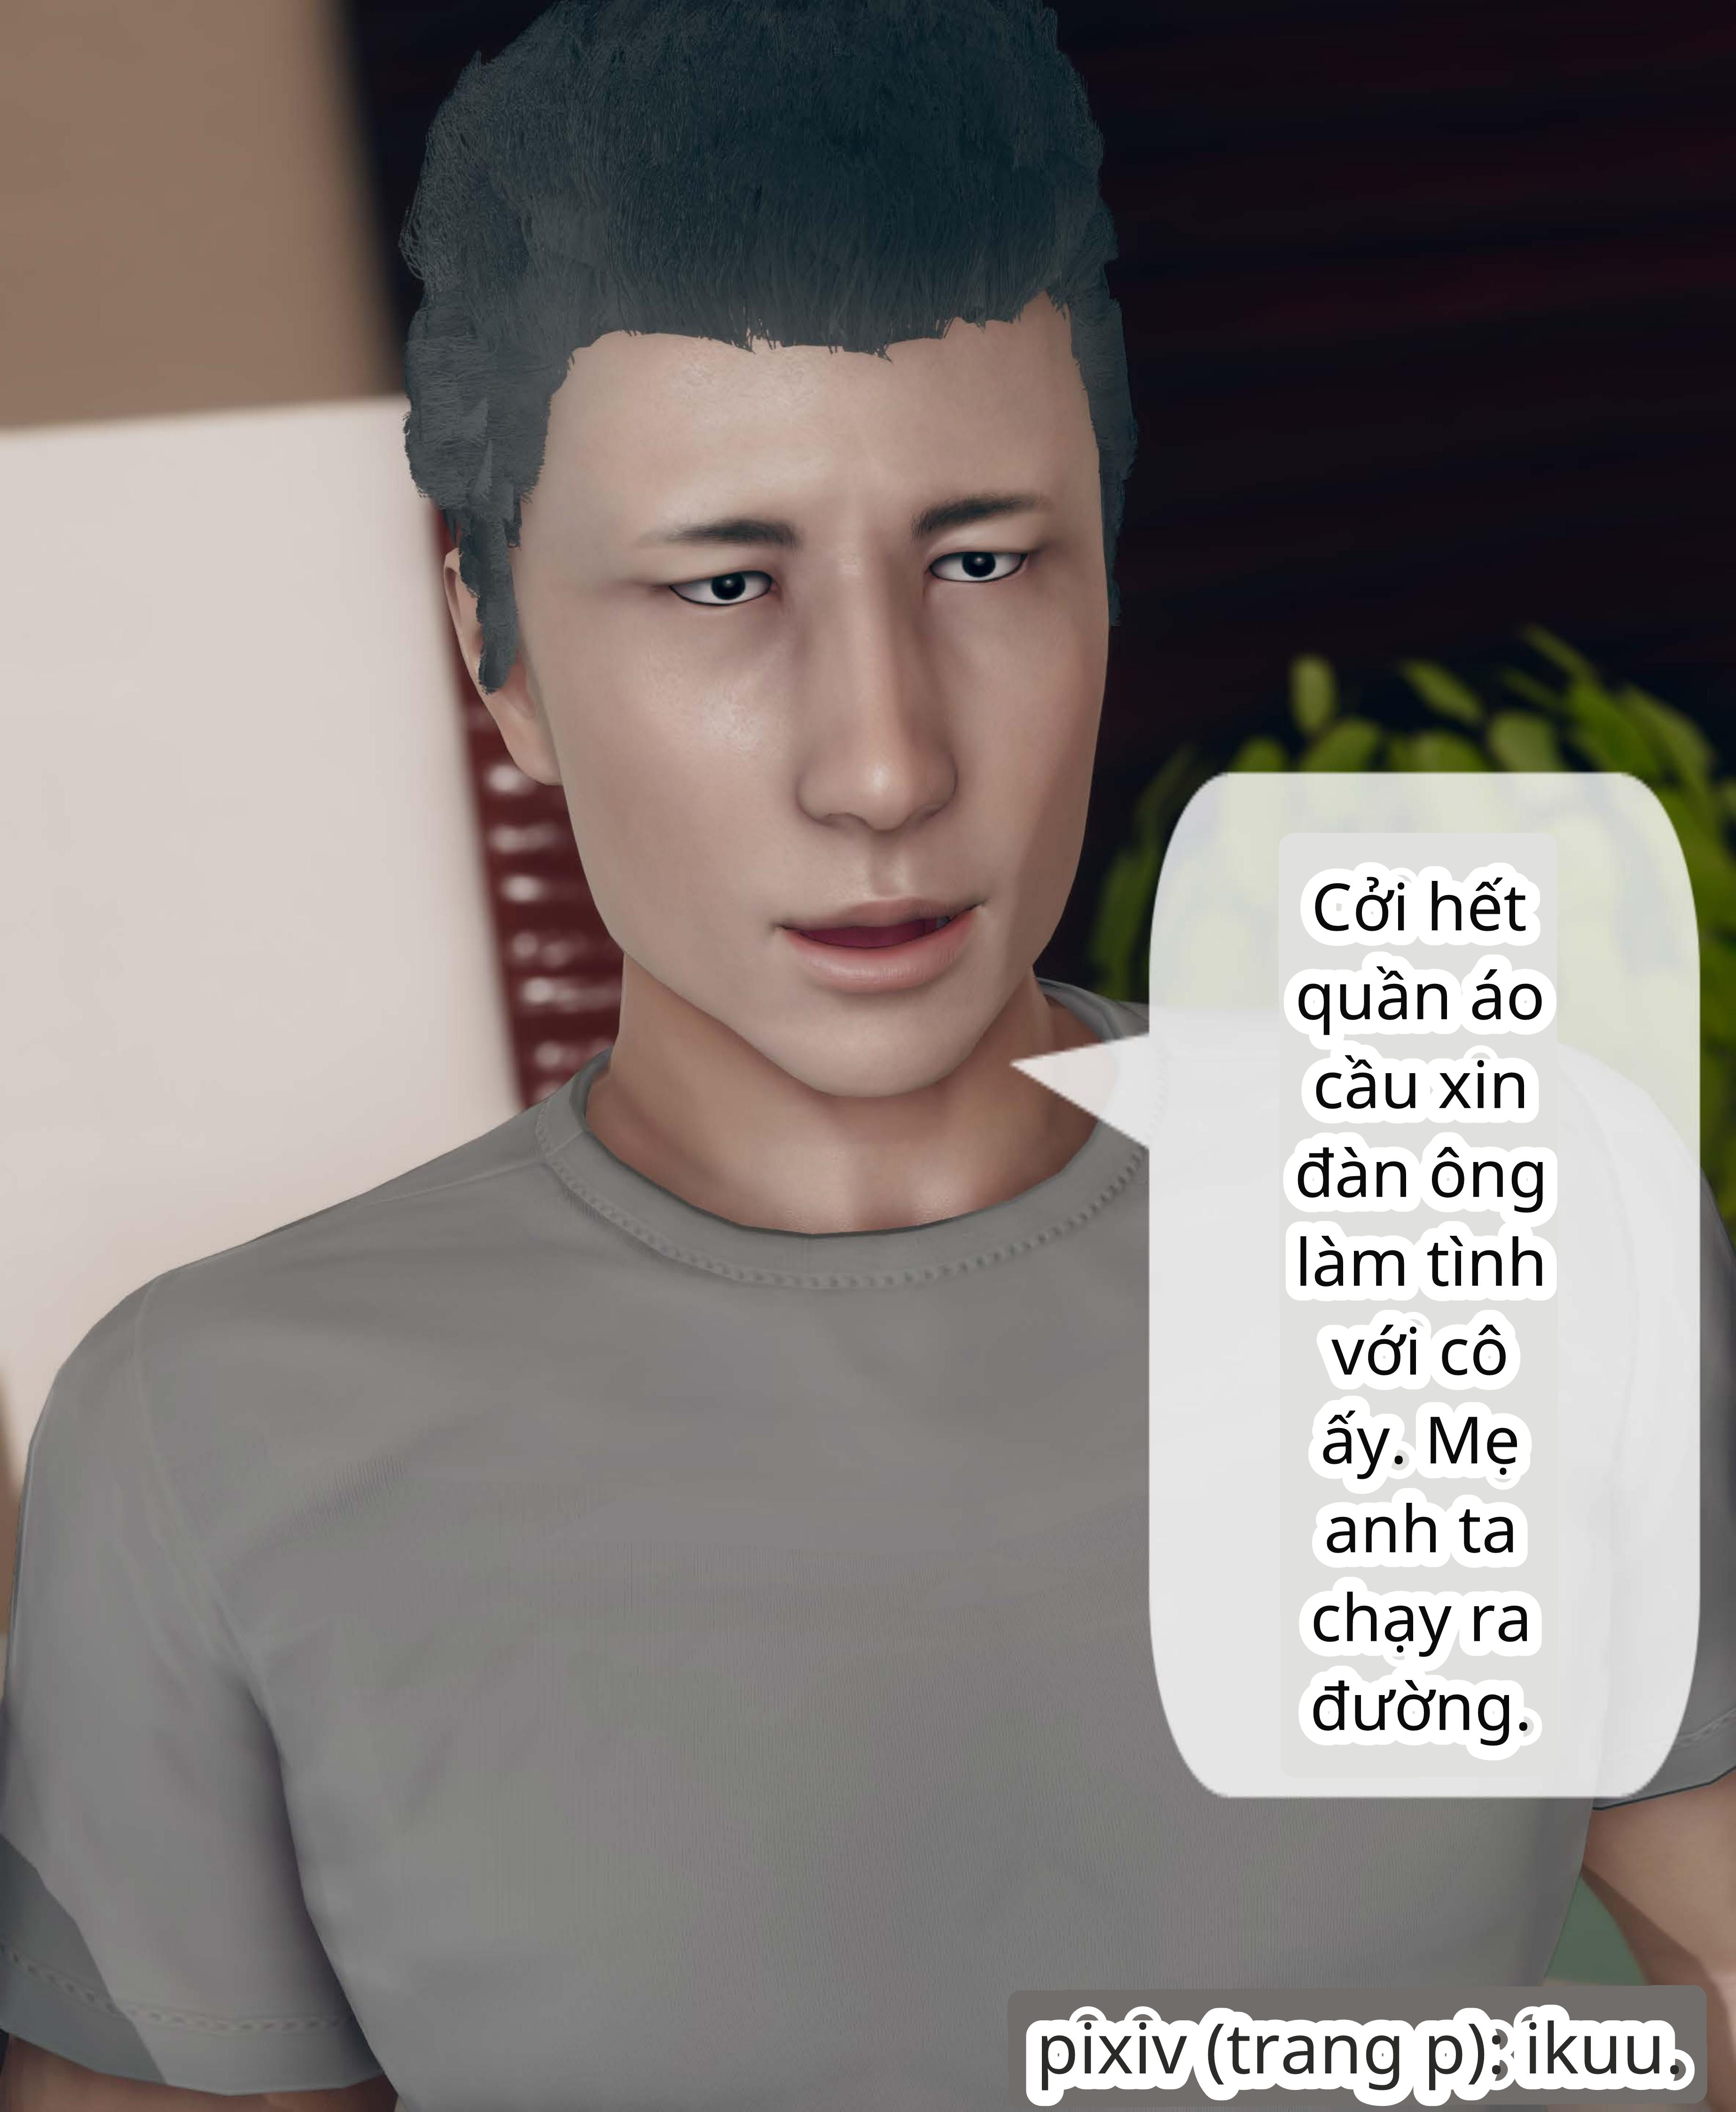 Cởi hết
quần áo
cầu xin
đàn ông
làm tình
với cô
ấy. Mẹ
anh ta
chạy ra
đường.
pixiv (trang p): ikuu.